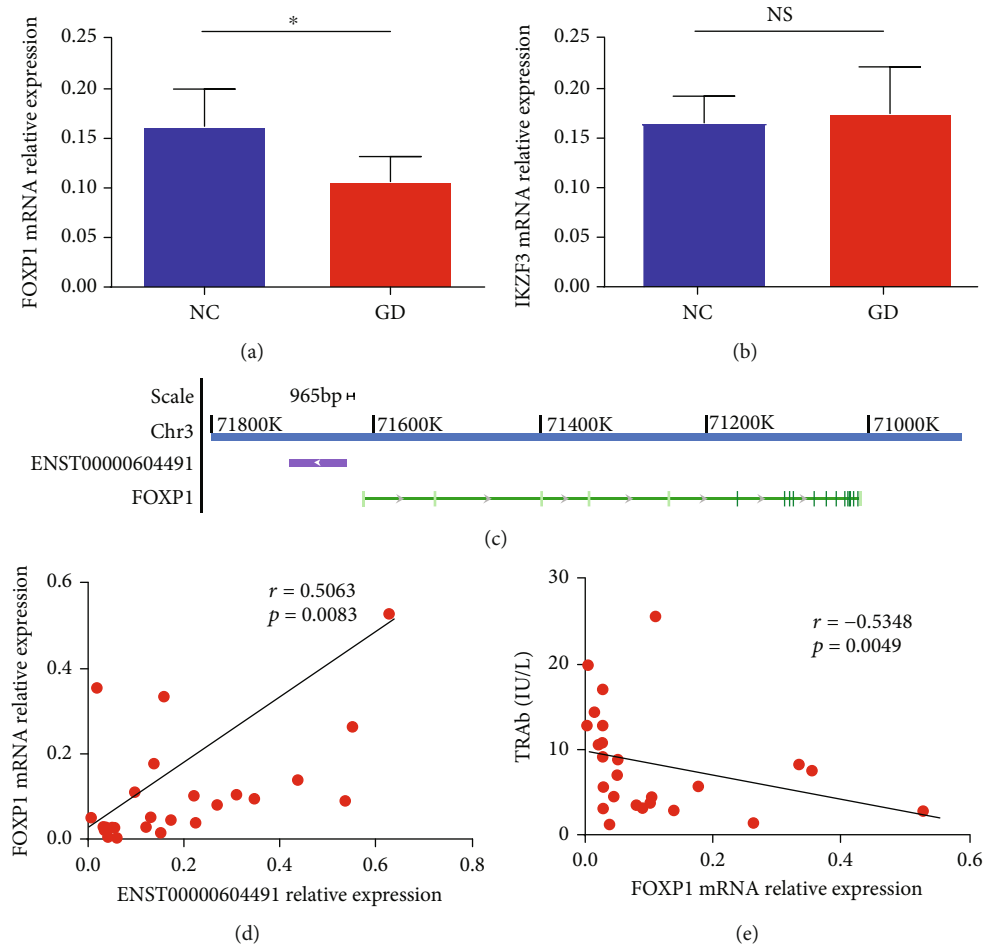 FOXP1 mRNA relative expression
0.25
0.20
0.15
0.10
0.05
0.00
*
NC
GD
(a)
IKZF3 mRNA relative expression
0.25
0.20
0.15
0.10
0.05
0.00
NS
NC
GD
(b)
Scale
965bp
Chr3
71800K
71600K
71400K
71200K
71000K
ENST00000604491
FOXP1
(c)
FOXP1 mRNA relative expression
0.6
0.4
0.2
0.0
r = 0.5063
p = 0.0083
0.0
0.2
0.4
0.6
0.8
ENST00000604491 relative expression
(d)
TRAb (IU/L)
30
20
10
0
r = −0.5348
p = 0.0049
0.0
0.2
0.4
0.6
FOXP1 mRNA relative expression
(e)